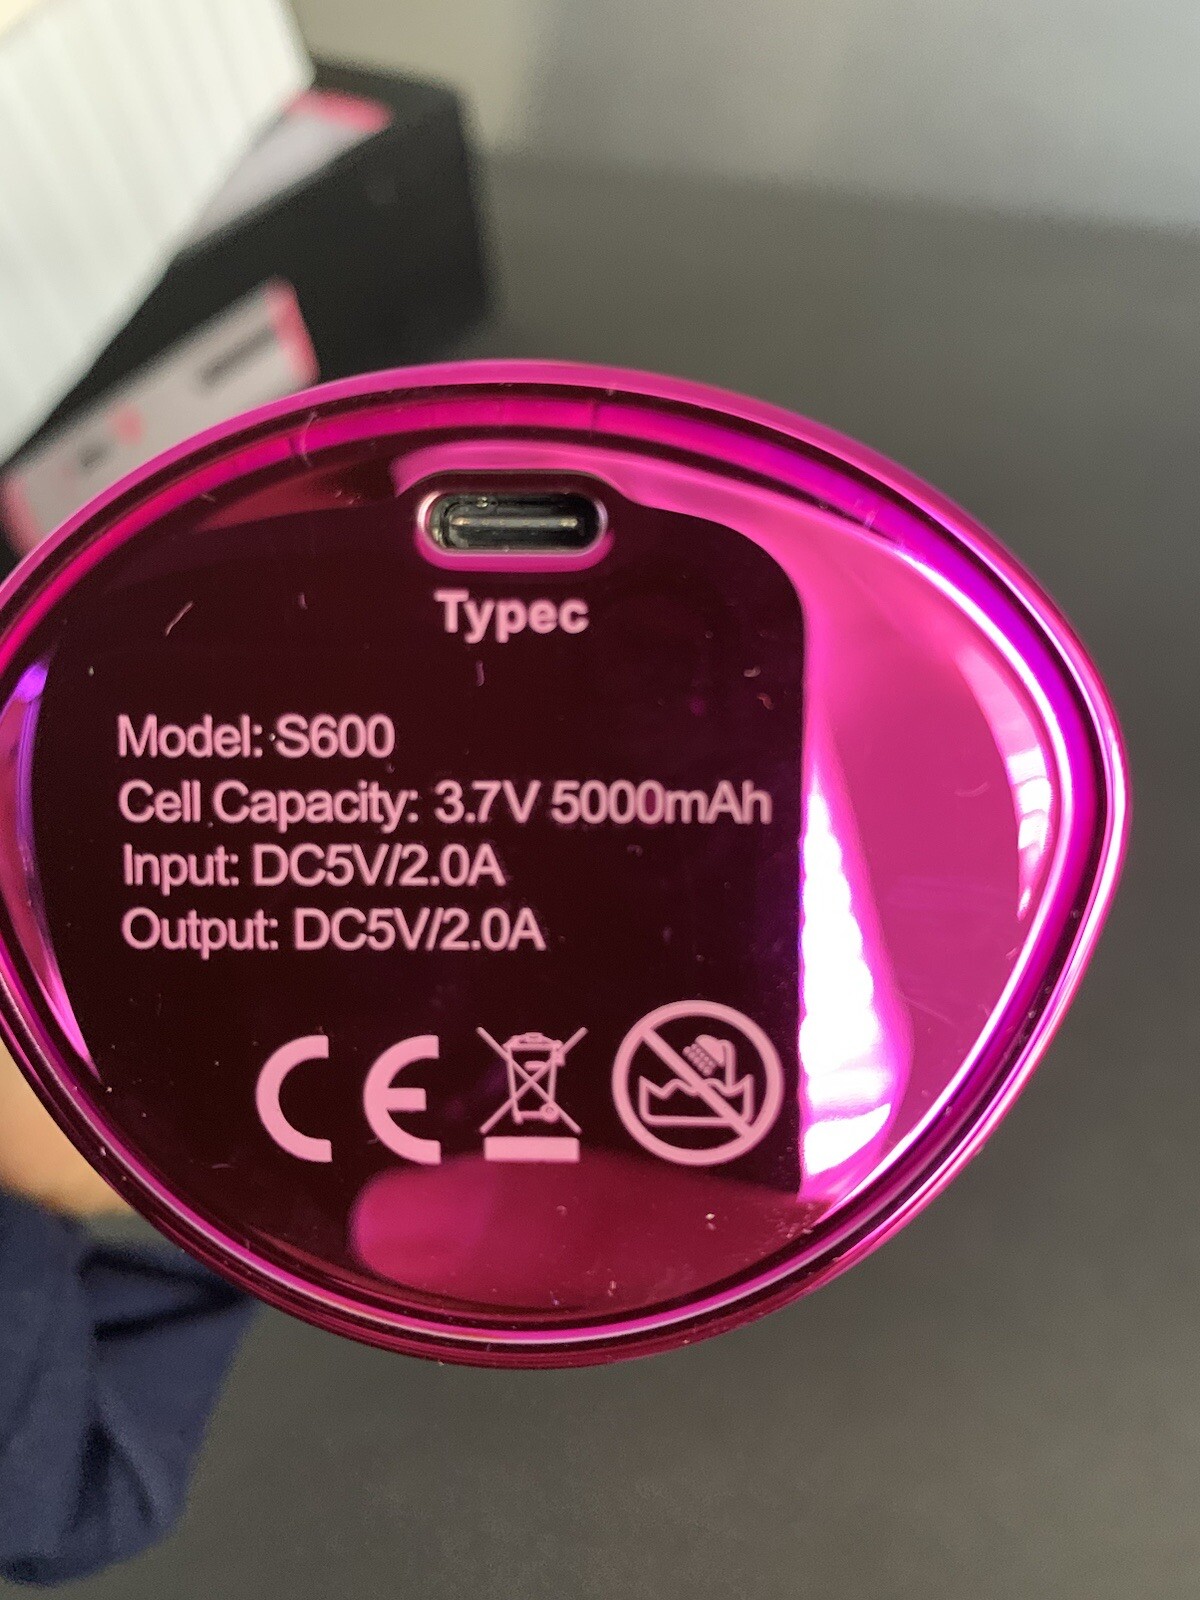 Typec
Model: S600
Cell Capacity: 3.7V 5000mAh
Input: DC5V/2.0A
Output: DC5V/2.0A
CE